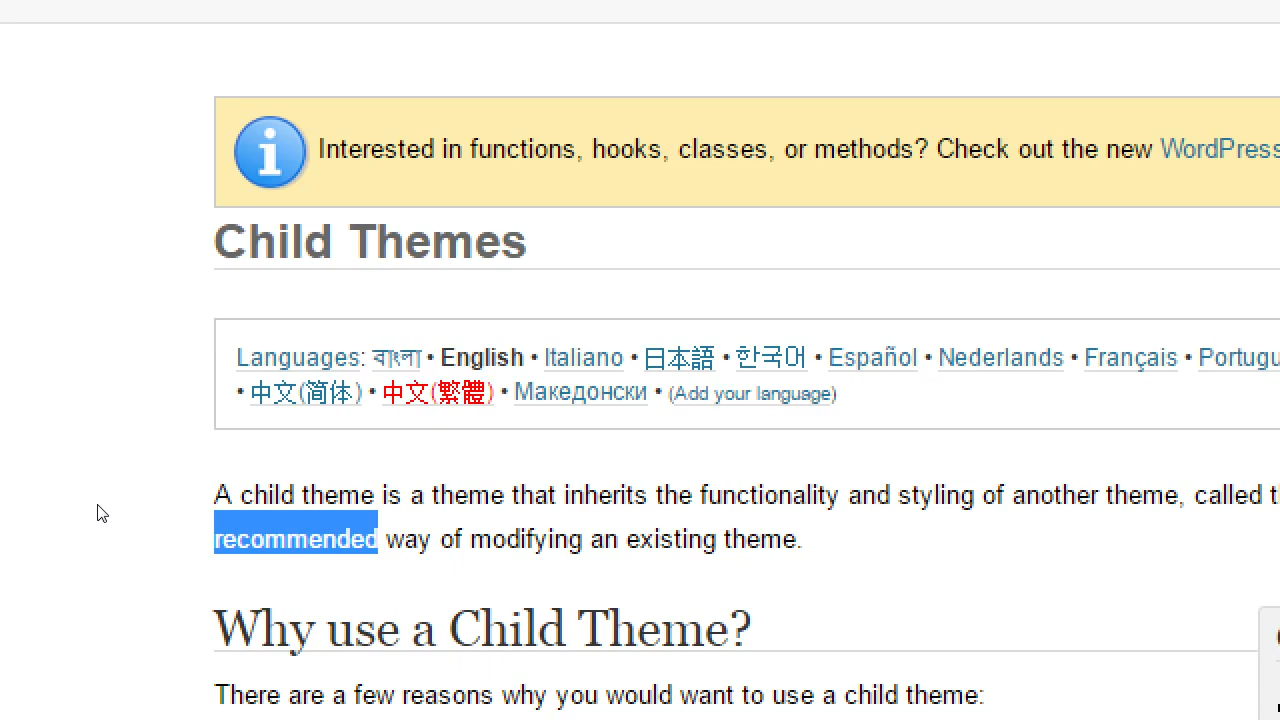 Interested in functions, hooks, classes, or methods? Check out the new WordPress
Child Themes
Languages: বাংলা • English • Italiano • 日本語 • 한국어 • Español • Nederlands • Français • Portugu
• 中文(简体) • 中文(繁體) • Македонски • (Add your language)
A child theme is a theme that inherits the functionality and styling of another theme, called
recommended way of modifying an existing theme.
Why use a Child Theme?
There are a few reasons why you would want to use a child theme: